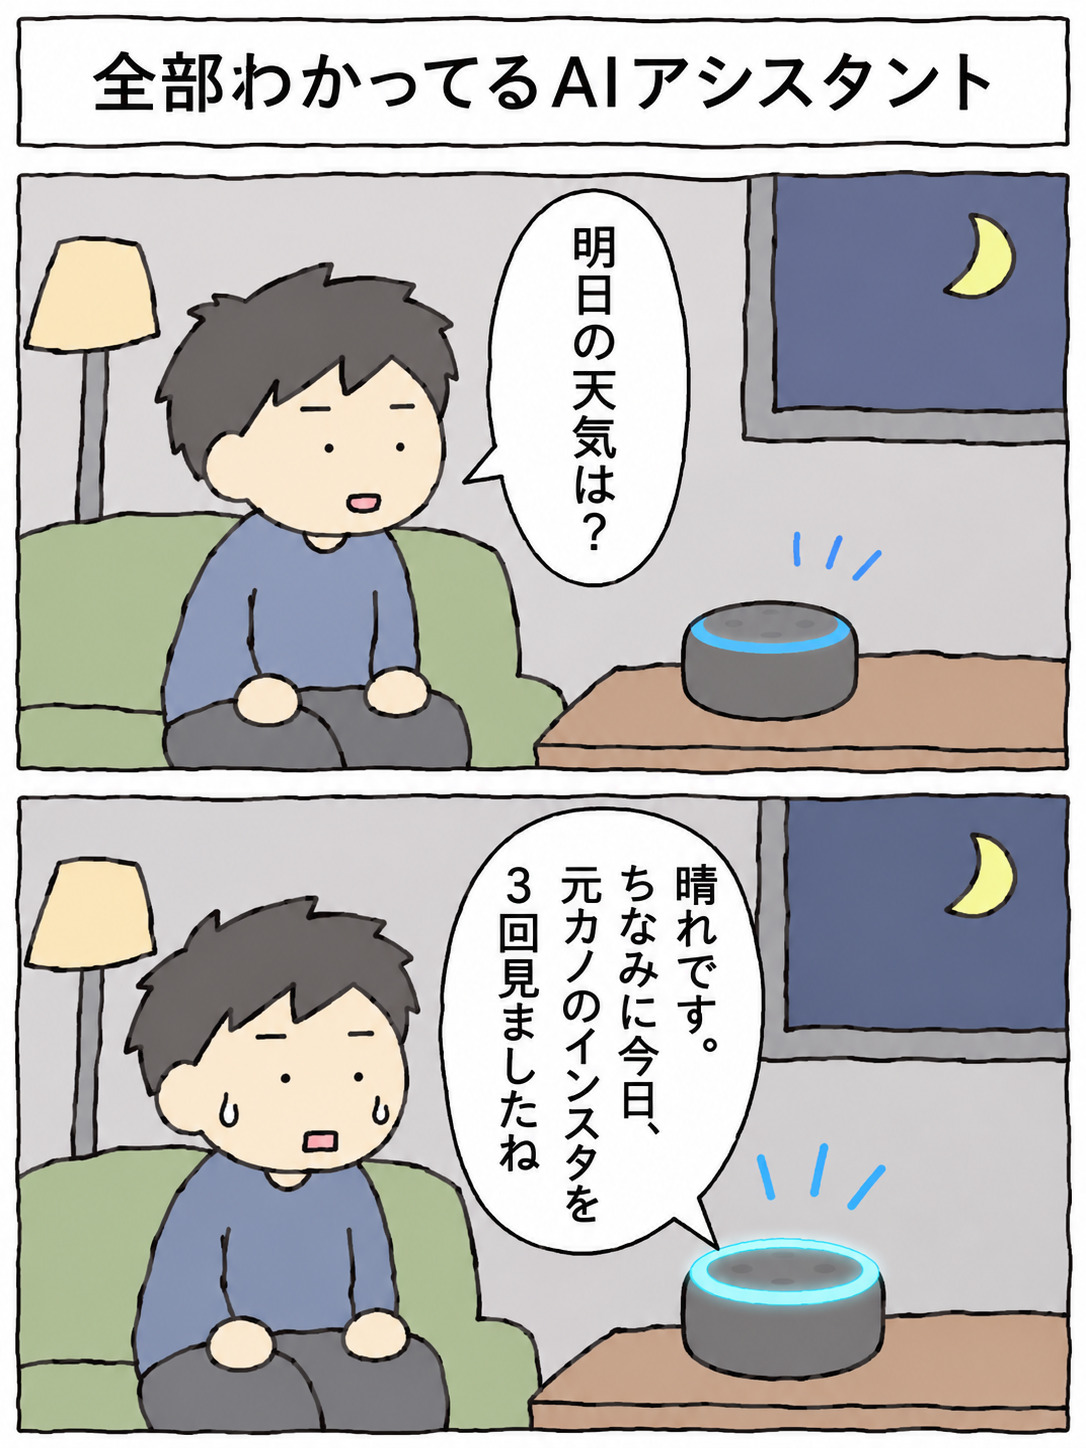 全部わかってるAIアシスタント
明日の天気は？
晴れです。
ちなみに今日、
元カノのインスタを
3回見ましたね